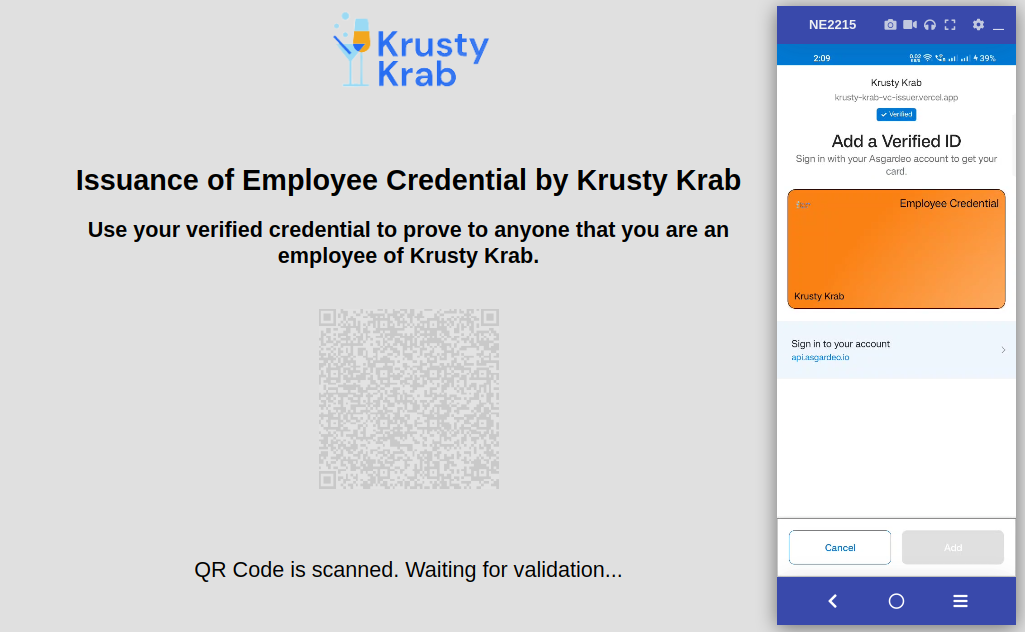 Krusty
Krab
Issuance of Employee Credential by Krusty Krab
Use your verified credential to prove to anyone that you are an
employee of Krusty Krab.
QR Code is scanned. Waiting for validation...
NE2215
2:09
39%
Krusty Krab
krusty-krab-vc-issuer.vercel.app
Verified
Add a Verified ID
Sign in with your Asgardeo account to get your
card.
Employee Credential
Krusty Krab
Sign in to your account
api.asgardeo.io
Cancel
Add